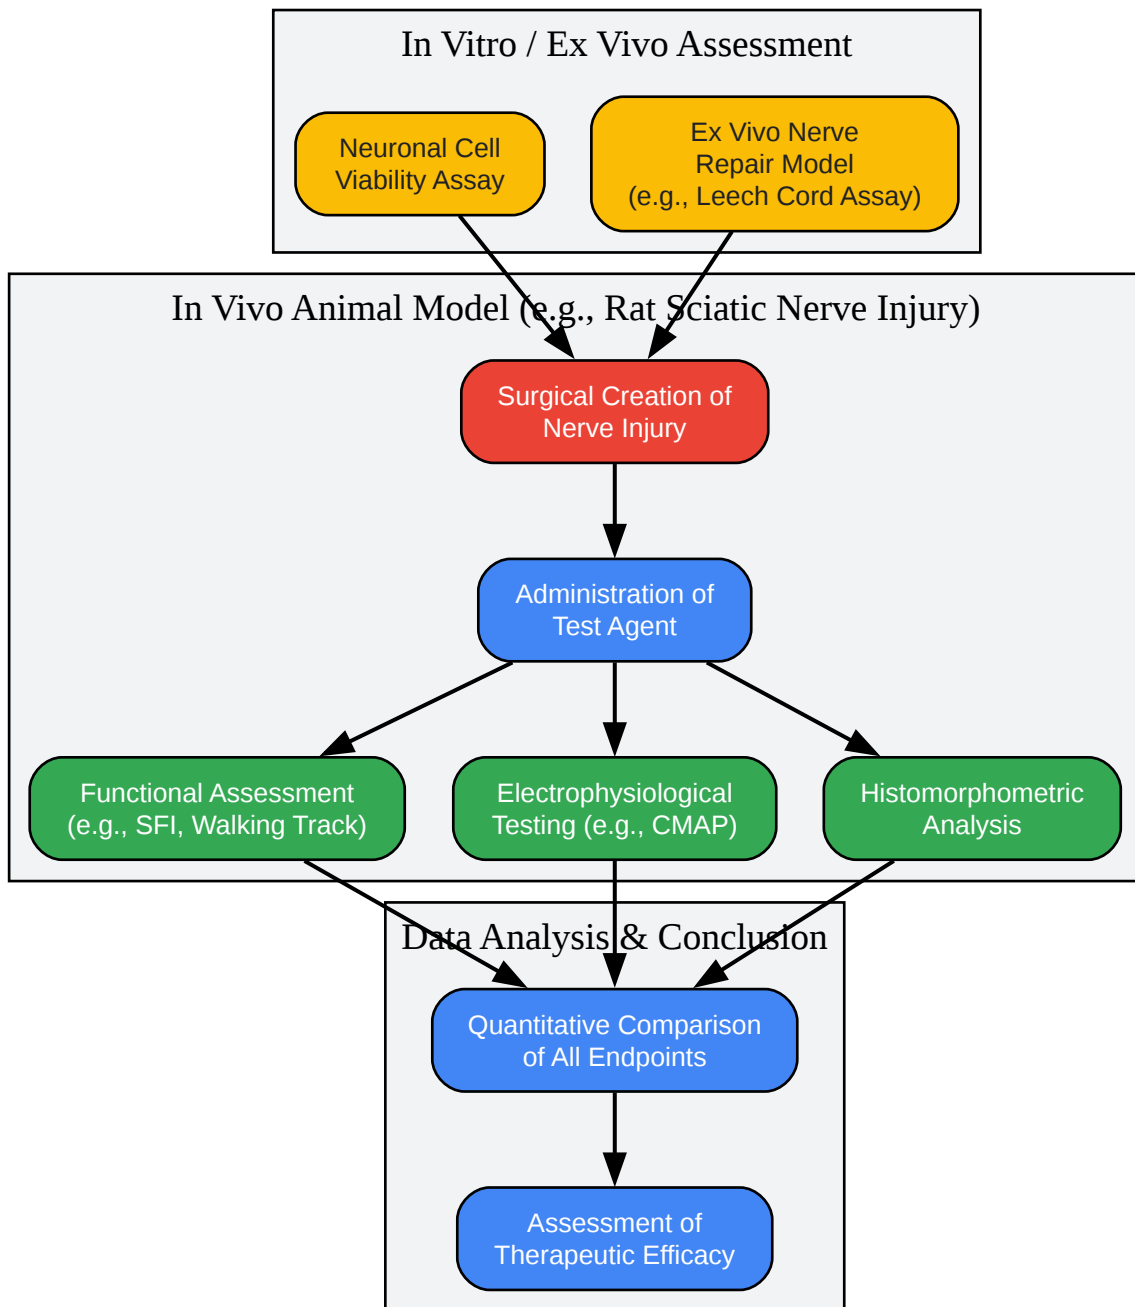 In Vitro / Ex Vivo Assessment
Neuronal Cell
Viability Assay
Ex Vivo Nerve
Repair Model
(e.g., Leech Cord Assay)
In Vivo Animal Model (e.g., Rat Sciatic Nerve Injury)
Surgical Creation of
Nerve Injury
Administration of
Test Agent
Functional Assessment
(e.g., SFI, Walking Track)
Electrophysiological
Testing (e.g., CMAP)
Histomorphometric
Analysis
Data Analysis & Conclusion
Quantitative Comparison
of All Endpoints
Assessment of
Therapeutic Efficacy